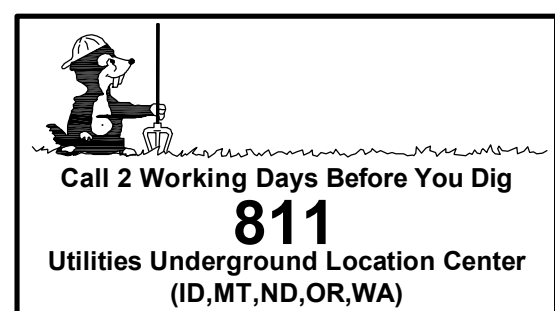 Call 2 Working Days Before You Dig
811
Utilities Underground Location Center
(ID,MT,ND,OR,WA)